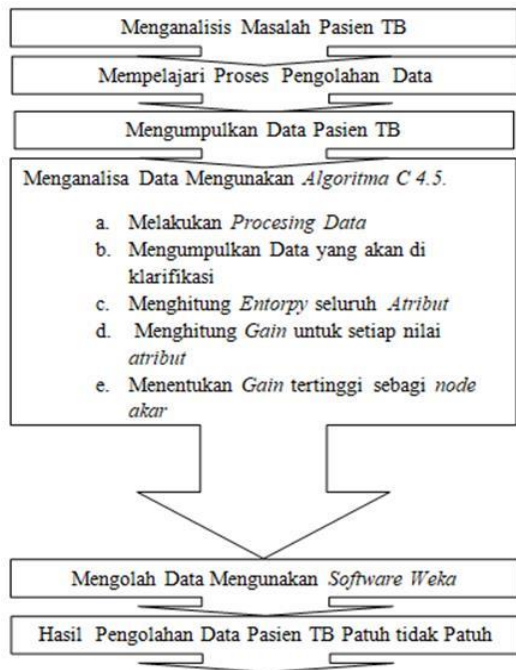 Menganalisis Masalah Pasien TB
Mempelajari Proses Pengolahan Data
Mengumpulkan Data Pasien TB
Menganalisa Data Mengunakan Algoritma C 4.5.
a. Melakukan Procesing Data
b. Mengumpulkan Data yang akan di
klarifikasi
c. Menghitung Entorpy seluruh Atribut
d. Menghitung Gain untuk setiap nilai
atribut
e. Menentukan Gain tertinggi sebagi node
akar
Mengolah Data Mengunakan Software Weka
Hasil Pengolahan Data Pasien TB Patuh tidak Patuh